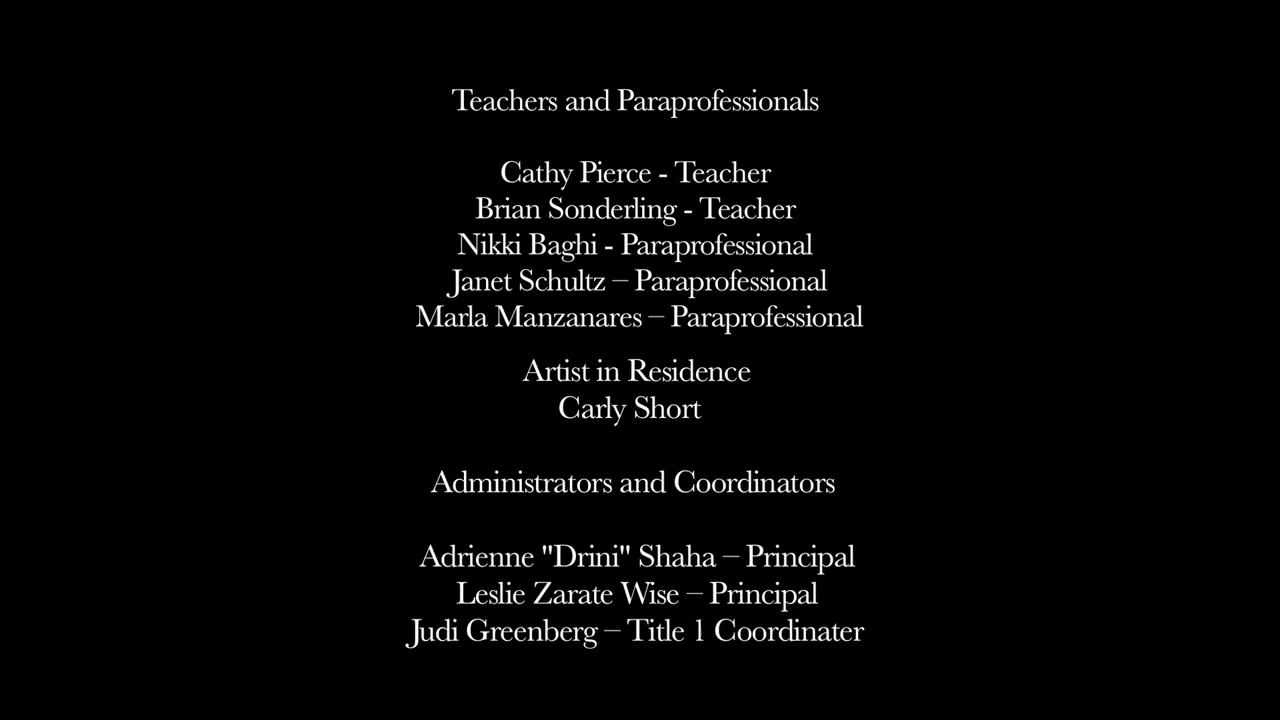 Teachers and Paraprofessionals
Cathy Pierce - Teacher
Brian Sonderling - Teacher
Nikki Baghi - Paraprofessional
Janet Schultz – Paraprofessional
Marla Manzanares – Paraprofessional
Artist in Residence
Carly Short
Administrators and Coordinators
Adrienne "Drini" Shaha – Principal
Leslie Zarate Wise – Principal
Judi Greenberg – Title 1 Coordinater